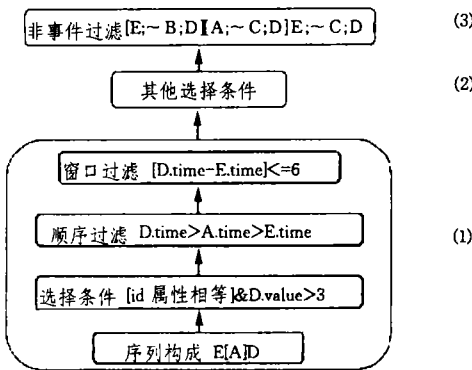 非事件过滤[E;~B;D][A;~C;D]E;~C;D (3)
其他选择条件 (2)
窗口过滤 [D.time-E.time]<=6
顺序过滤 D.time>A.time>E.time (1)
选择条件 [id 属性相等]&D.value>3
序列构成 E[A]D